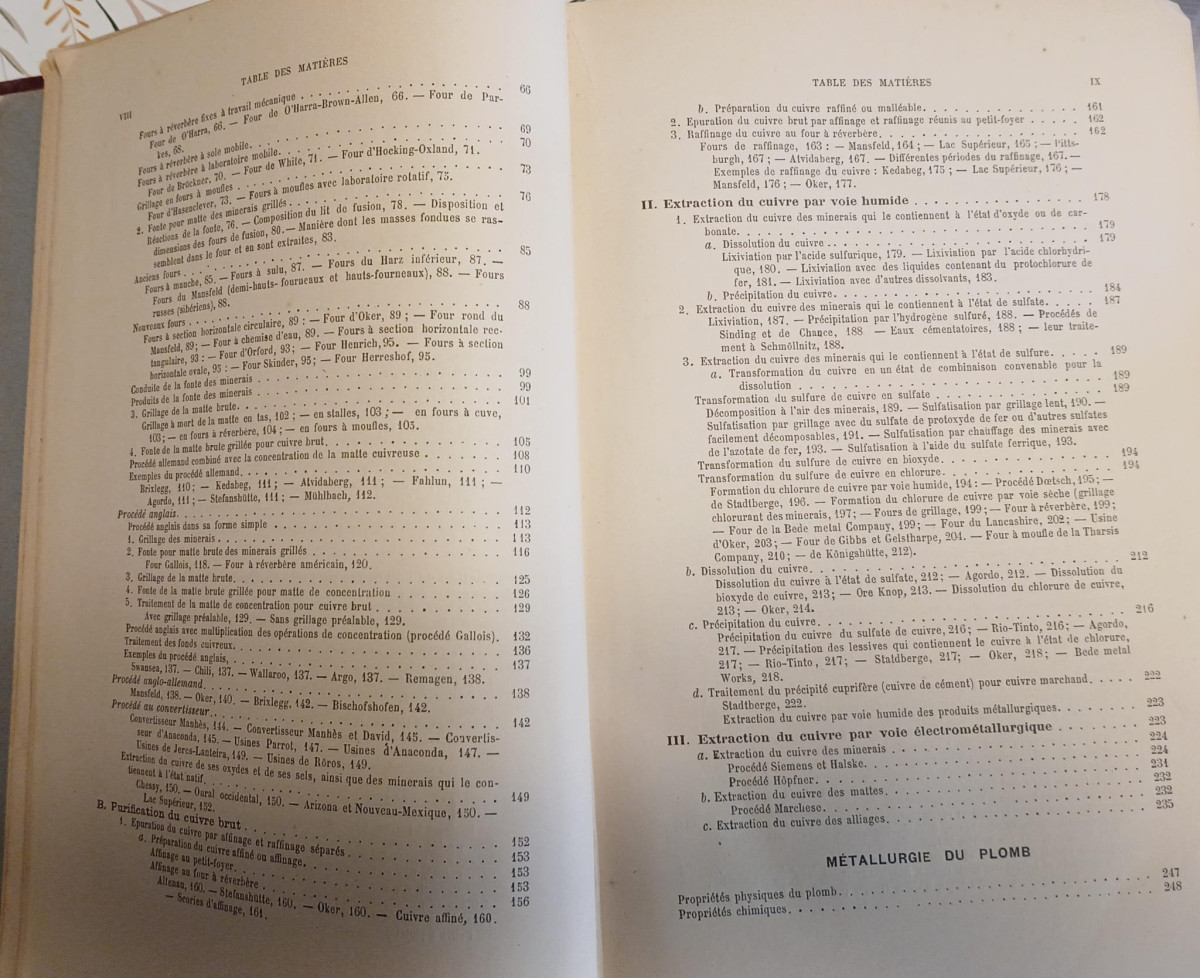 VIII TABLE DES MATIÈRES
Fours à réverbère fixes à travail mécanique . . . . . 66
Four de O'Harra, 66. — Four de O'Harra-Brown-Allen, 66. — Four de Par-
kes, 68.
Fours à réverbère à sole mobile. . . . . 69
Fours à réverbère à laboratoire mobile. . . . . 70
Four de Brückner, 70. — Four de White, 71. — Four d'Hocking-Oxland, 71.
Grillage en fours à moufles . . . . . 73
Four d'Hasenclever, 73. — Fours à moufles avec laboratoire rotatif, 75.
2. Fonte pour matte des minerais grillés. . . . . 76
Réactions de la fonte, 76. — Composition du lit de fusion, 78. — Disposition et
dimensions des fours de fusion, 80. — Manière dont les masses fondues se ras-
semblent dans le four et en sont extraites, 83.
Anciens fours . . . . . 85
Fours à manche, 85. — Fours à sulu, 87. — Fours du Harz inférieur, 87. —
Fours du Mansfeld (demi-hauts-fourneaux et hauts-fourneaux), 88. — Fours
russes (sibériens), 88.
Nouveaux fours . . . . . 88
Fours à section horizontale circulaire, 89 : — Four d'Oker, 89 ; — Four rond du
Mansfeld, 89; — Four à chemise d'eau, 89. — Fours à section horizontale rec-
tangulaire, 93 : — Four d'Orford, 93; — Four Henrich, 95. — Fours à section
horizontale ovale, 95 : — Four Skinder, 95; — Four Herreshof, 95.
Conduite de la fonte des minerais . . . . . 99
Produits de la fonte des minerais . . . . . 99
3. Grillage de la matte brute. . . . . 101
Grillage à mort de la matte en tas, 102 ; — en stalles, 103 ; — en fours à cuve,
103; — en fours à réverbère, 104; — en fours à moufles, 105.
4. Fonte de la matte brute grillée pour cuivre brut. . . . . 105
Procédé allemand combiné avec la concentration de la matte cuivreuse . . . . . 108
Exemples du procédé allemand. . . . . 110
Brixlegg, 110; — Kedabeg, 111; — Atvidaberg, 111 ; — Fahlun, 111 ; —
Agordo, 111; — Stefanshütte, 111; — Mühlbach, 112.
Procédé anglais. . . . . 112
Procédé anglais dans sa forme simple . . . . . 113
1. Grillage des minerais . . . . . 113
2. Fonte pour matte brute des minerais grillés . . . . . 116
Four Gallois, 118. — Four à réverbère américain, 120.
3. Grillage de la matte brute. . . . . 125
4. Fonte de la matte brute grillée pour matte de concentration . . . . . 126
5. Traitement de la matte de concentration pour cuivre brut . . . . . 129
Avec grillage préalable, 129. — Sans grillage préalable, 129.
Procédé anglais avec multiplication des opérations de concentration (procédé Gallois). 132
Traitement des fonds cuivreux. . . . . 136
Exemples du procédé anglais, . . . . . 137
Swansea, 137. — Chili, 137. — Wallaroo, 137. — Argo, 137. — Remagen, 138.
Procédé anglo-allemand. . . . . 138
Mansfeld, 138. — Oker, 140. — Brixlegg, 142. — Bischofshofen, 142.
Procédé au convertisseur. . . . . 142
Convertisseur Manhès, 144. — Convertisseur Manhès et David, 145. — Convertis-
seur d'Anaconda, 145. — Usines Parrot, 147. — Usines d'Anaconda, 147. —
Usines de Jeres-Lanteira, 149. — Usines de Röros, 149.
Extraction du cuivre de ses oxydes et de ses sels, ainsi que des minerais qui le con-
tiennent à l'état natif. . . . . 149
Chessy, 150. — Oural occidental, 150. — Arizona et Nouveau-Mexique, 150. —
Lac Supérieur, 152.
B. Purification du cuivre brut . . . . . 152
1. Epuration du cuivre par affinage et raffinage séparés . . . . . 153
a. Préparation du cuivre affiné ou affinage. . . . . 153
Affinage au petit-foyer. . . . . 153
Affinage au four à réverbère . . . . . 156
Altenau, 160. — Stefanshütte, 160. — Oker, 160. — Cuivre affiné, 160.
— Scories d'affinage, 161.
TABLE DES MATIÈRES IX
b. Préparation du cuivre raffiné ou malléable. . . . . 161
2. Epuration du cuivre brut par affinage et raffinage réunis au petit-foyer . . . . . 162
3. Raffinage du cuivre au four à réverbère. . . . . 162
Fours de raffinage, 163 : — Mansfeld, 164 ; — Lac Supérieur, 165 ; — Pitts-
burgh, 167 ; — Atvidaberg, 167. — Différentes périodes du raffinage, 167. —
Exemples de raffinage du cuivre : Kedabeg, 175 ; — Lac Supérieur, 176 ; —
Mansfeld, 176 ; — Oker, 177.
II. Extraction du cuivre par voie humide . . . . . 178
1. Extraction du cuivre des minerais qui le contiennent à l'état d'oxyde ou de car-
bonate. . . . . 179
a. Dissolution du cuivre . . . . . 179
Lixiviation par l'acide sulfurique, 179. — Lixiviation par l'acide chlorhydri-
que, 180. — Lixiviation avec des liquides contenant du protochlorure de
fer, 181. — Lixiviation avec d'autres dissolvants, 183.
b. Précipitation du cuivre. . . . . 184
2. Extraction du cuivre des minerais qui le contiennent à l'état de sulfate. . . . . 187
Lixiviation, 187. — Précipitation par l'hydrogène sulfuré, 188. — Procédés de
Sinding et de Chance, 188 — Eaux cémentatoires, 188 ; — leur traite-
ment à Schmöllnitz, 188.
3. Extraction du cuivre des minerais qui le contiennent à l'état de sulfure. . . . . 189
a. Transformation du cuivre en un état de combinaison convenable pour la
dissolution . . . . . 189
Transformation du sulfure de cuivre en sulfate . . . . . 189
Décomposition à l'air des minerais, 189. — Sulfatisation par grillage lent, 190. —
Sulfatisation par grillage avec du sulfate de protoxyde de fer ou d'autres sulfates
facilement décomposables, 191. — Sulfatisation par chauffage des minerais avec
de l'azotate de fer, 193. — Sulfatisation à l'aide du sulfate ferrique, 193.
Transformation du sulfure de cuivre en bioxyde. . . . . 194
Transformation du sulfure de cuivre en chlorure. . . . . 194
Formation du chlorure de cuivre par voie humide, 194 : — Procédé Dœtsch, 195 ; —
de Stadtberge, 196. — Formation du chlorure de cuivre par voie sèche (grillage
chlorurant des minerais, 197; — Fours de grillage, 199; — Four à réverbère, 199;
— Four de la Bede metal Company, 199; — Four du Lancashire, 202; — Usine
d'Oker, 203; — Four de Gibbs et Gelstharpe, 204. — Four à moufle de la Tharsis
Company, 210; — de Königshütte, 212).
b. Dissolution du cuivre. . . . . 212
Dissolution du cuivre à l'état de sulfate, 212; — Agordo, 212. — Dissolution du
bioxyde de cuivre, 213; — Ore Knop, 213. — Dissolution du chlorure de cuivre,
213; — Oker, 214.
c. Précipitation du cuivre. . . . . 216
Précipitation du cuivre du sulfate de cuivre, 216; — Rio-Tinto, 216; — Agordo,
217. — Précipitation des lessives qui contiennent le cuivre à l'état de chlorure,
217; — Rio-Tinto, 217; — Statdberge, 217; — Oker, 218; — Bede metal
Works, 218.
d. Traitement du précipité cuprifère (cuivre de cément) pour cuivre marchand. . . . . 222
Stadtberge, 222.
Extraction du cuivre par voie humide des produits métallurgiques. . . . . 223
III. Extraction du cuivre par voie électrométallurgique . . . . . 223
a. Extraction du cuivre des minerais . . . . . 224
Procédé Siemens et Halske. . . . . 224
Procédé Höpfner. . . . . 231
b. Extraction du cuivre des mattes. . . . . 232
Procédé Marchese. . . . . 232
c. Extraction du cuivre des alliages. . . . . 235
MÉTALLURGIE DU PLOMB
Propriétés physiques du plomb. . . . . 247
Propriétés chimiques. . . . . 248